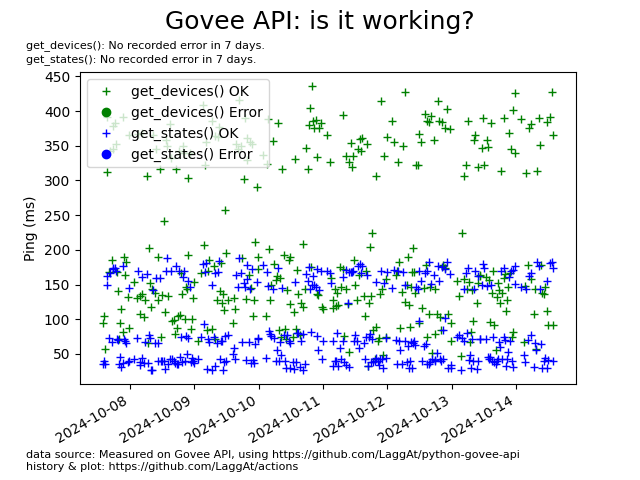 Govee API: is it working?
get_devices(): No recorded error in 7 days.
get_states(): No recorded error in 7 days.
get_devices() OK
get_devices() Error
get_states() OK
get_states() Error
Ping (ms)
450
400
350
300
250
200
150
100
50
2024-10-08
2024-10-09
2024-10-10
2024-10-11
2024-10-12
2024-10-13
2024-10-14
data source: Measured on Govee API, using https://github.com/LaggAt/python-govee-api
history & plot: https://github.com/LaggAt/actions